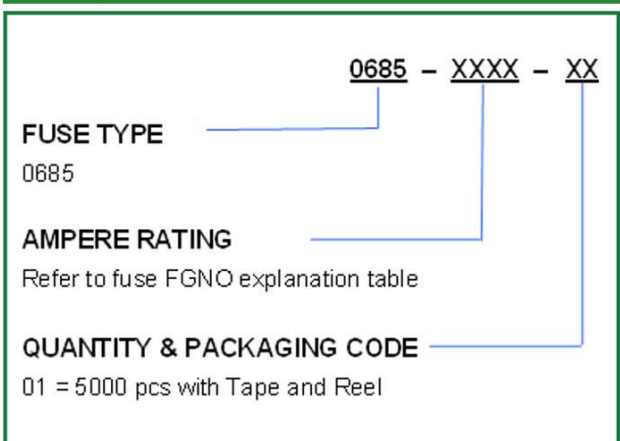 0685 – XXXX – XX
FUSE TYPE
0685
AMPERE RATING
Refer to fuse FGNO explanation table
QUANTITY & PACKAGING CODE
01 = 5000 pcs with Tape and Reel